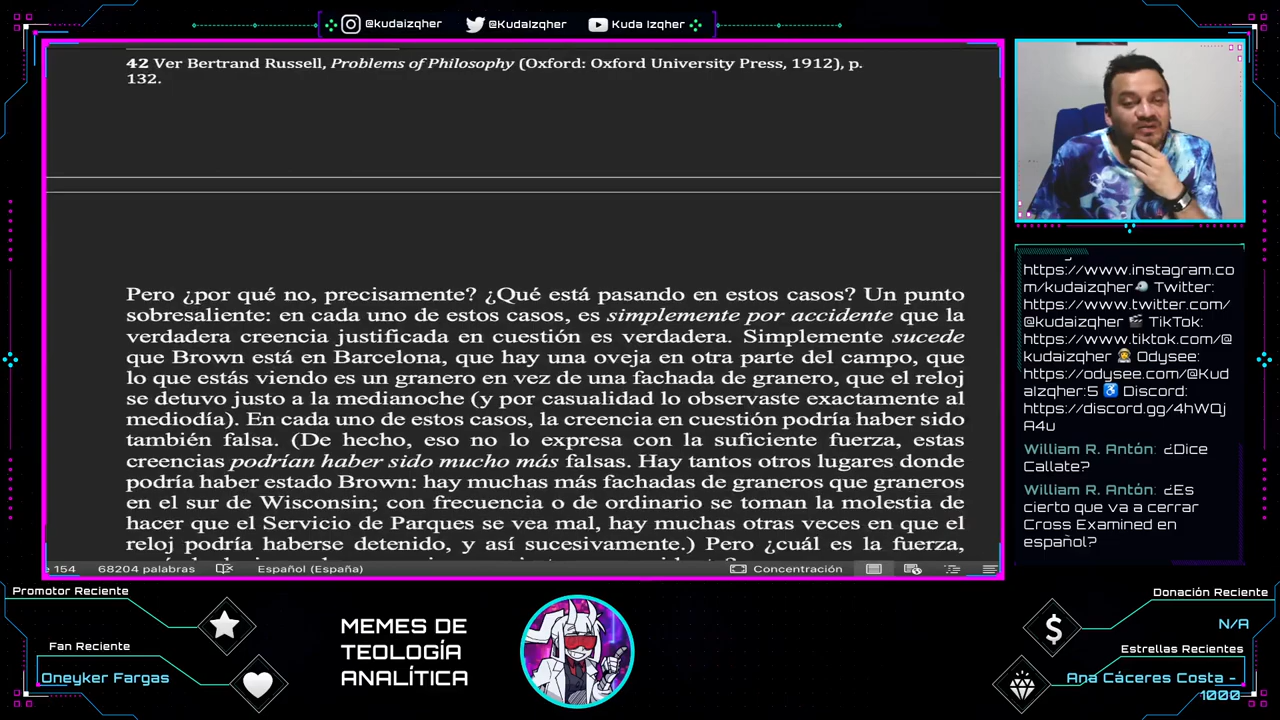 @kudaizqher @Kudaizqher Kuda Izqher
42 Ver Bertrand Russell, Problems of Philosophy (Oxford: Oxford University Press, 1912), p.
132.
Pero ¿por qué no, precisamente? ¿Qué está pasando en estos casos? Un punto
sobresaliente: en cada uno de estos casos, es simplemente por accidente que la
verdadera creencia justificada en cuestión es verdadera. Simplemente sucede
que Brown está en Barcelona, que hay una oveja en otra parte del campo, que
lo que estás viendo es un granero en vez de una fachada de granero, que el reloj
se detuvo justo a la medianoche (y por casualidad lo observaste exactamente al
mediodía). En cada uno de estos casos, la creencia en cuestión podría haber sido
también falsa. (De hecho, eso no lo expresa con la suficiente fuerza, estas
creencias podrían haber sido mucho más falsas. Hay tantos otros lugares donde
podría haber estado Brown: hay muchas más fachadas de graneros que graneros
en el sur de Wisconsin; con frecuencia o de ordinario se toman la molestia de
hacer que el Servicio de Parques se vea mal, hay muchas otras veces en que el
reloj podría haberse detenido, y así sucesivamente.) Pero ¿cuál es la fuerza,
154 68204 palabras Español (España) Concentración
https://www.instagram.co
m/kudaizqher Twitter:
https://www.twitter.com/
@kudaizqher TikTok:
https://www.tiktok.com/@
kudaizqher Odysee:
https://odysee.com/@Kud
aIzqher:5 Discord:
https://discord.gg/4hWQj
A4u
William R. Antón: ¿Dice
Callate?
William R. Antón: ¿Es
cierto que va a cerrar
Cross Examined en
español?
Promotor Reciente
Fan Reciente
Oneyker Fargas
MEMES DE
TEOLOGÍA
ANALÍTICA
Donación Reciente
N/A
Estrellas Recientes
Ana Cáceres Costa -
1000